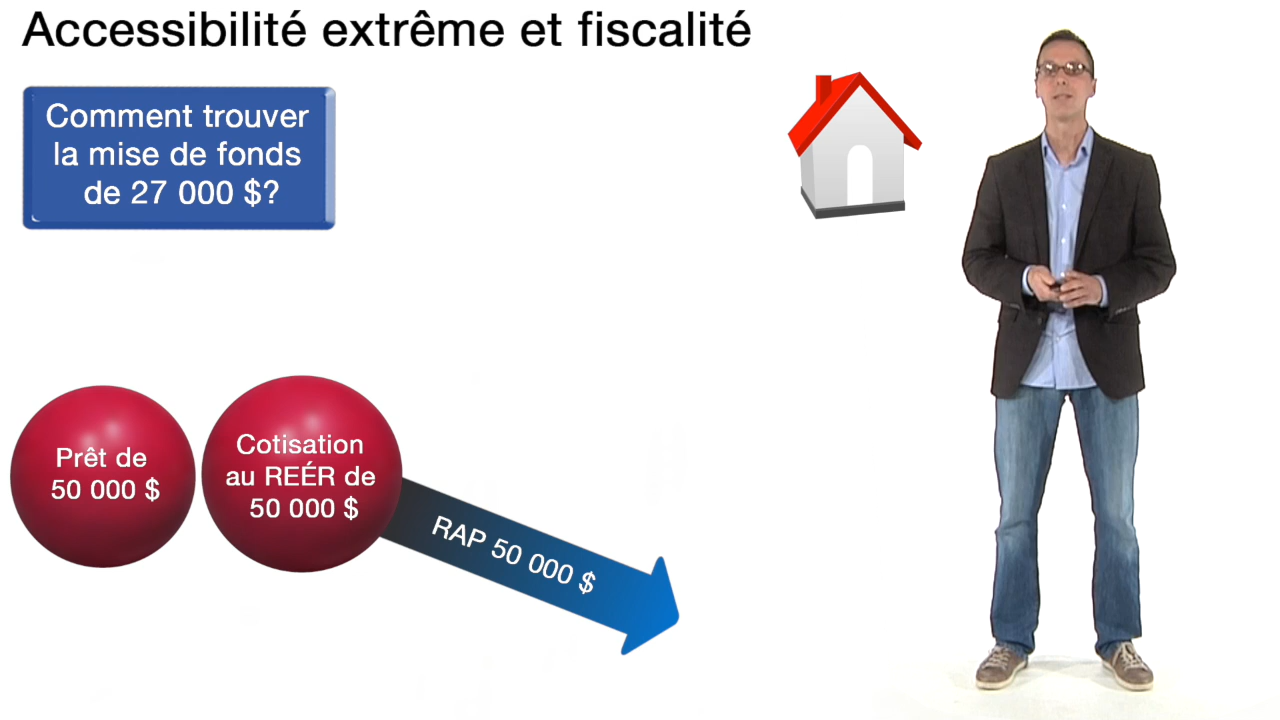 Accessibilité extrême et fiscalité
Comment trouver
la mise de fonds
de 27 000 $?
Prêt de
50 000 $
Cotisation
au REÉR de
50 000 $
RAP 50 000 $